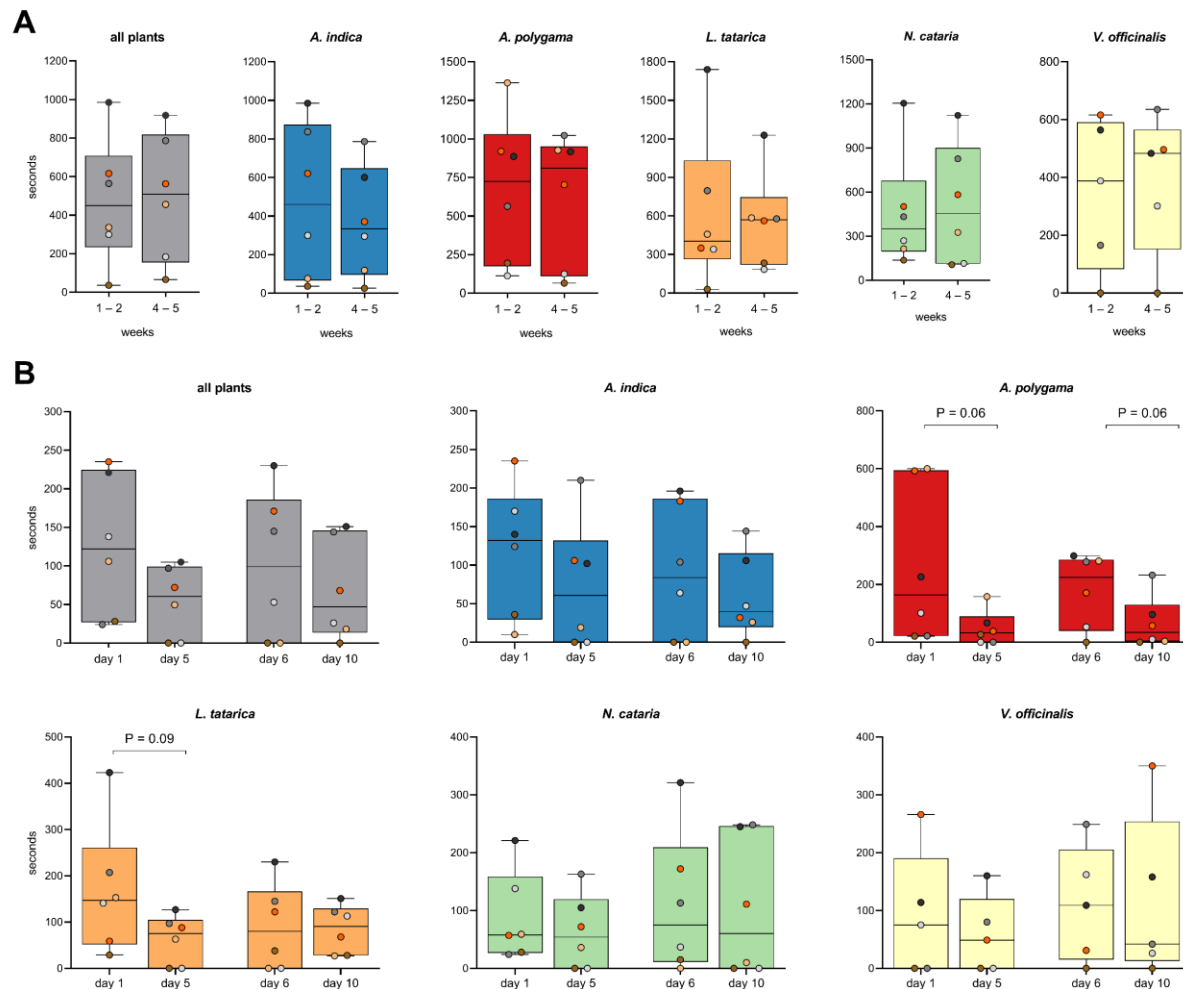 A
all plants
A. indica
A. polygama
L. tatarica
N. cataria
V. officinalis
seconds
1200
1000
800
600
400
200
0
1 – 2
4 – 5
weeks
1200
1000
800
600
400
200
0
1 – 2
4 – 5
weeks
1500
1250
1000
750
500
250
0
1 – 2
4 – 5
weeks
1800
1500
1200
900
600
300
0
1 – 2
4 – 5
weeks
1500
1200
900
600
300
0
1 – 2
4 – 5
weeks
800
600
400
200
0
1 – 2
4 – 5
weeks
B
all plants
seconds
300
250
200
150
100
50
0
day 1
day 5
day 6
day 10
A. indica
300
250
200
150
100
50
0
day 1
day 5
day 6
day 10
A. polygama
800
600
400
200
0
P = 0.06
P = 0.06
day 1
day 5
day 6
day 10
L. tatarica
seconds
500
400
300
200
100
0
P = 0.09
day 1
day 5
day 6
day 10
N. cataria
400
300
200
100
0
day 1
day 5
day 6
day 10
V. officinalis
400
300
200
100
0
day 1
day 5
day 6
day 10